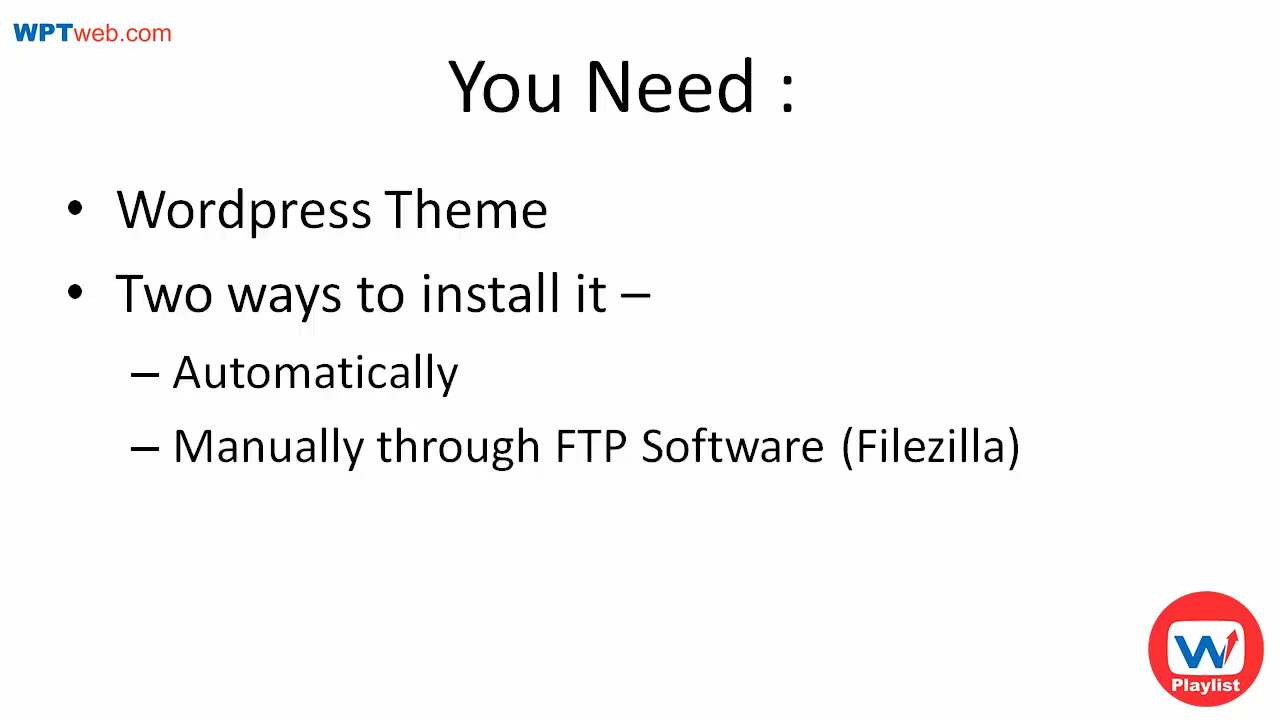 WPTweb.com
You Need :
• Wordpress Theme
• Two ways to install it –
– Automatically
– Manually through FTP Software (Filezilla)
W
Playlist